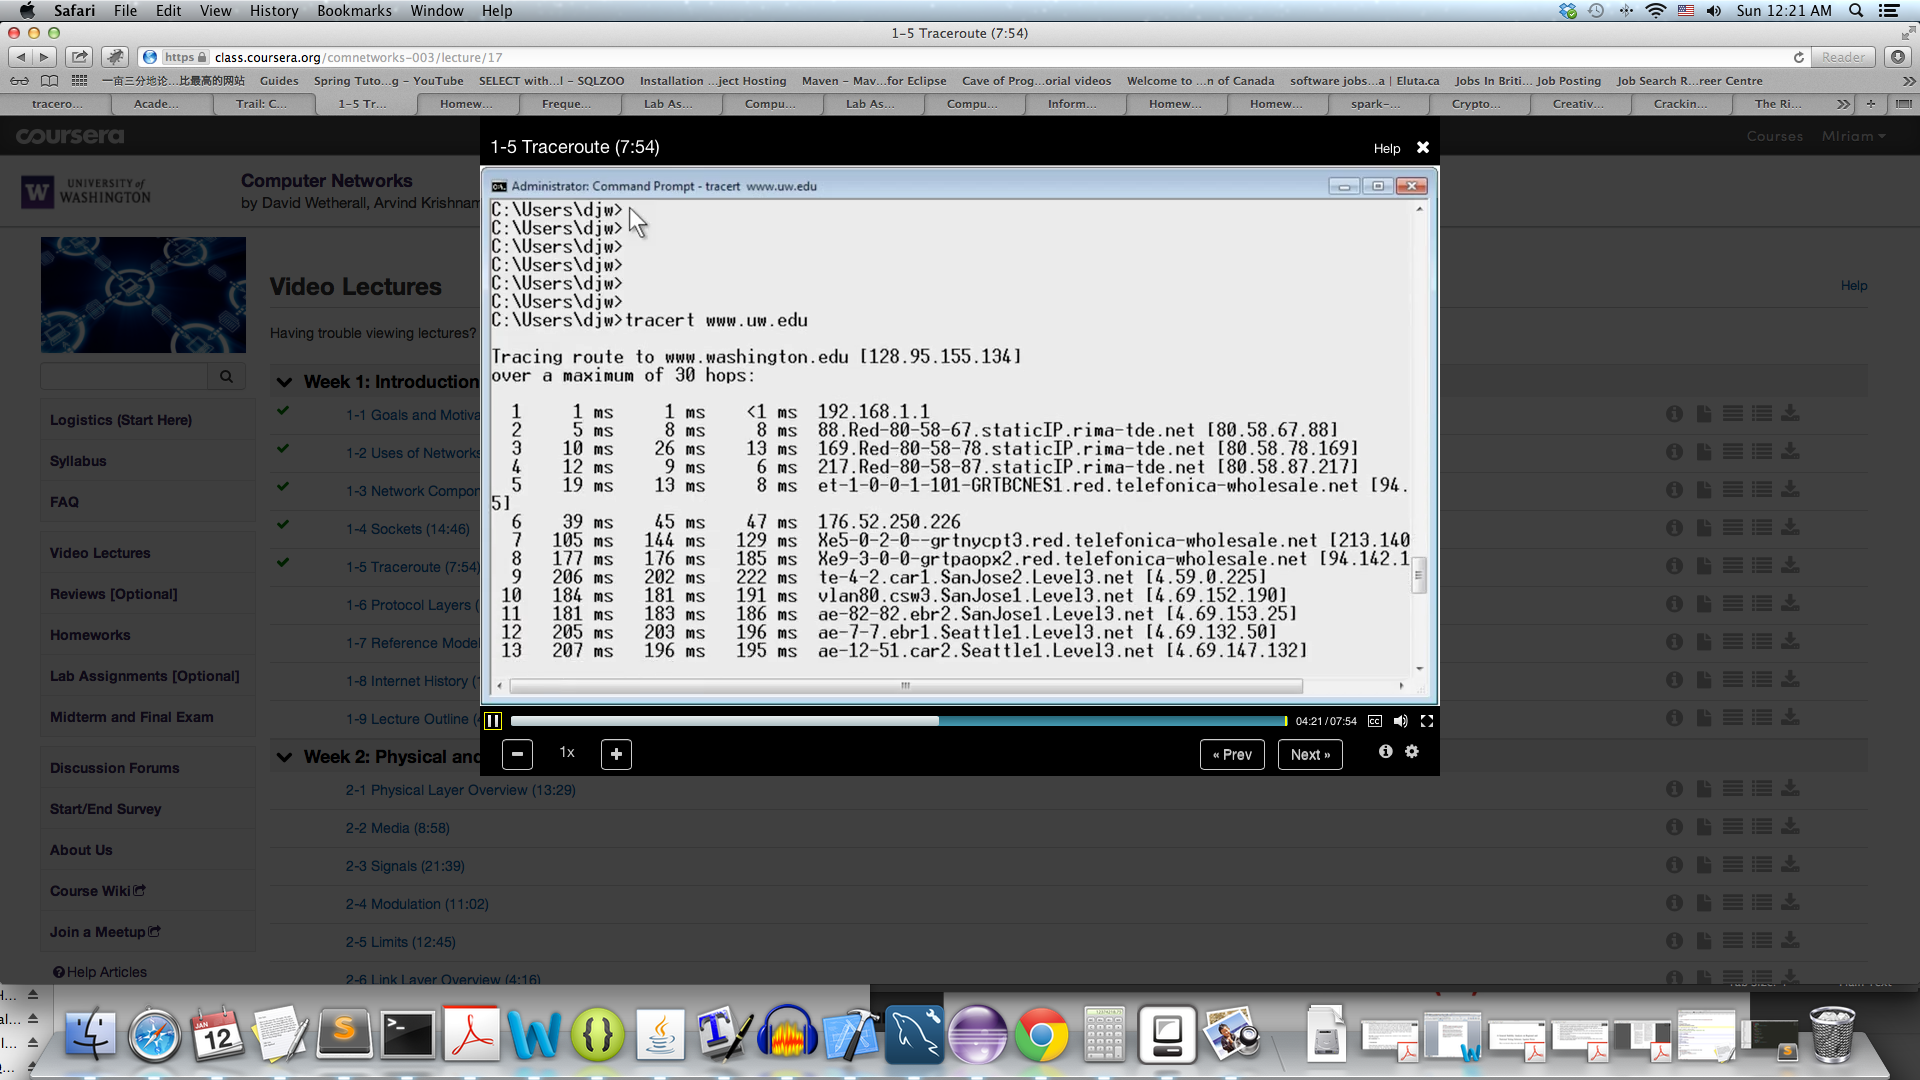 Safari File Edit View History Bookmarks Window Help Sun 12:21 AM
1-5 Traceroute (7:54)
https class.coursera.org/comnetworks-003/lecture/17 Reader
一亩三分地论...比最高的网站 Guides Spring Tuto...g - YouTube SELECT with...l - SQLZOO Installation ...ject Hosting Maven - Mav...for Eclipse Cave of Prog...orial videos Welcome to ...n of Canada software jobs...a | Eluta.ca Jobs In Briti... Job Posting Job Search R...reer Centre
tracero... Acade... Trail: C... 1-5 Tr... Homew... Freque... Lab As... Compu... Lab As... Compu... Inform... Homew... Homew... spark-... Crypto... Creativ... Crackin... The Ri...
coursera Courses MIriam
1-5 Traceroute (7:54) Help
W UNIVERSITY of WASHINGTON
Computer Networks
by David Wetherall, Arvind Krishnam
Administrator: Command Prompt - tracert www.uw.edu
C:\Users\djw>
C:\Users\djw>
C:\Users\djw>
C:\Users\djw>
C:\Users\djw>
C:\Users\djw>
C:\Users\djw>tracert www.uw.edu
Tracing route to www.washington.edu [128.95.155.134]
over a maximum of 30 hops:
1 1 ms 1 ms <1 ms 192.168.1.1
2 5 ms 8 ms 8 ms 88.Red-80-58-67.staticIP.rima-tde.net [80.58.67.88]
3 10 ms 26 ms 13 ms 169.Red-80-58-78.staticIP.rima-tde.net [80.58.78.169]
4 12 ms 9 ms 6 ms 217.Red-80-58-87.staticIP.rima-tde.net [80.58.87.217]
5 19 ms 13 ms 8 ms et-1-0-0-1-101-GRTBCNES1.red.telefonica-wholesale.net [94.
5]
6 39 ms 45 ms 47 ms 176.52.250.226
7 105 ms 144 ms 129 ms Xe5-0-2-0--grtnycpt3.red.telefonica-wholesale.net [213.140
8 177 ms 176 ms 185 ms Xe9-3-0-0-grtpaopx2.red.telefonica-wholesale.net [94.142.1
9 206 ms 202 ms 222 ms te-4-2.car1.SanJose2.Level3.net [4.59.0.225]
10 184 ms 181 ms 191 ms vlan80.csw3.SanJose1.Level3.net [4.69.152.190]
11 181 ms 183 ms 186 ms ae-82-82.ebr2.SanJose1.Level3.net [4.69.153.25]
12 205 ms 203 ms 196 ms ae-7-7.ebr1.Seattle1.Level3.net [4.69.132.50]
13 207 ms 196 ms 195 ms ae-12-51.car2.Seattle1.Level3.net [4.69.147.132]
04:21/07:54 CC
1x
« Prev Next »
Logistics (Start Here)
Syllabus
FAQ
Video Lectures
Reviews [Optional]
Homeworks
Lab Assignments [Optional]
Midterm and Final Exam
Discussion Forums
Start/End Survey
About Us
Course Wiki
Join a Meetup
Help Articles
Video Lectures
Help
Having trouble viewing lectures?
Week 1: Introduction
1-1 Goals and Motiva
1-2 Uses of Networks
1-3 Network Compon
1-4 Sockets (14:46)
1-5 Traceroute (7:54)
1-6 Protocol Layers (
1-7 Reference Mode
1-8 Internet History (
1-9 Lecture Outline (
Week 2: Physical and
2-1 Physical Layer Overview (13:29)
2-2 Media (8:58)
2-3 Signals (21:39)
2-4 Modulation (11:02)
2-5 Limits (12:45)
2-6 Link Layer Overview (4:16)
JAN
12